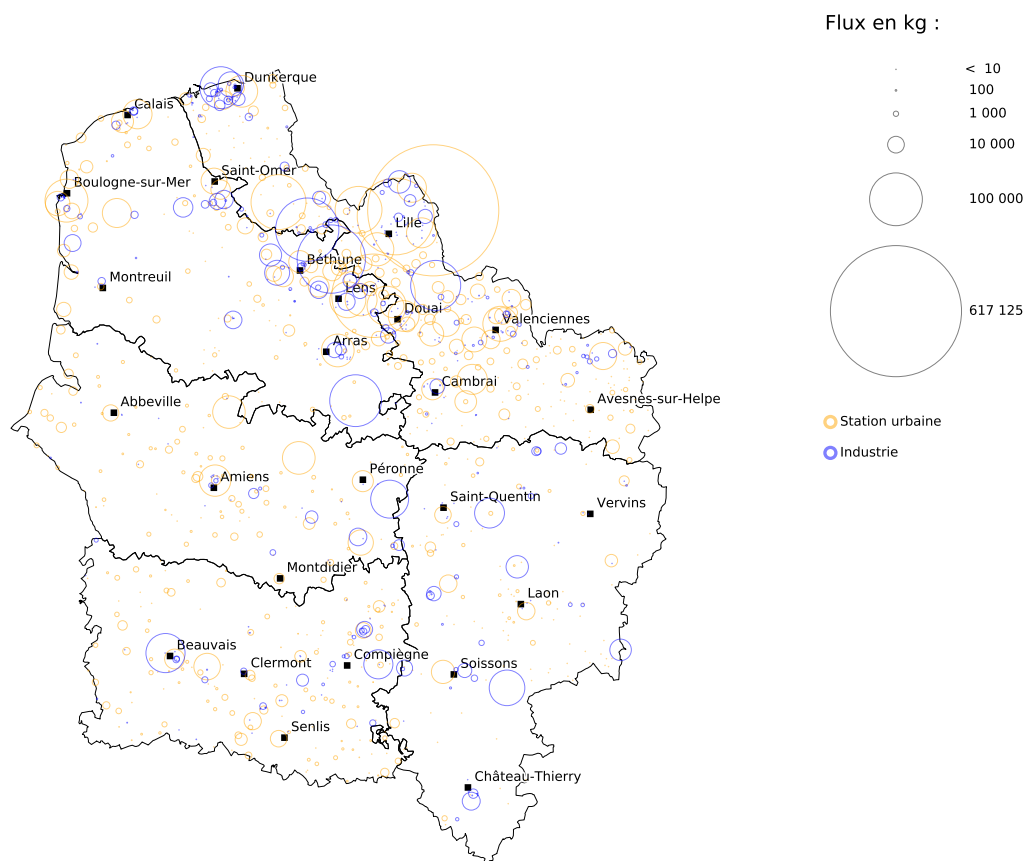 Flux en kg :
< 10
100
1 000
10 000
100 000
617 125
Station urbaine
Industrie
Dunkerque
Calais
Saint-Omer
Boulogne-sur-Mer
Lille
Béthune
Montreuil
Lens
Douai
Valenciennes
Arras
Cambrai
Avesnes-sur-Helpe
Abbeville
Péronne
Amiens
Saint-Quentin
Vervins
Montdidier
Laon
Beauvais
Compiègne
Clermont
Soissons
Senlis
Château-Thierry